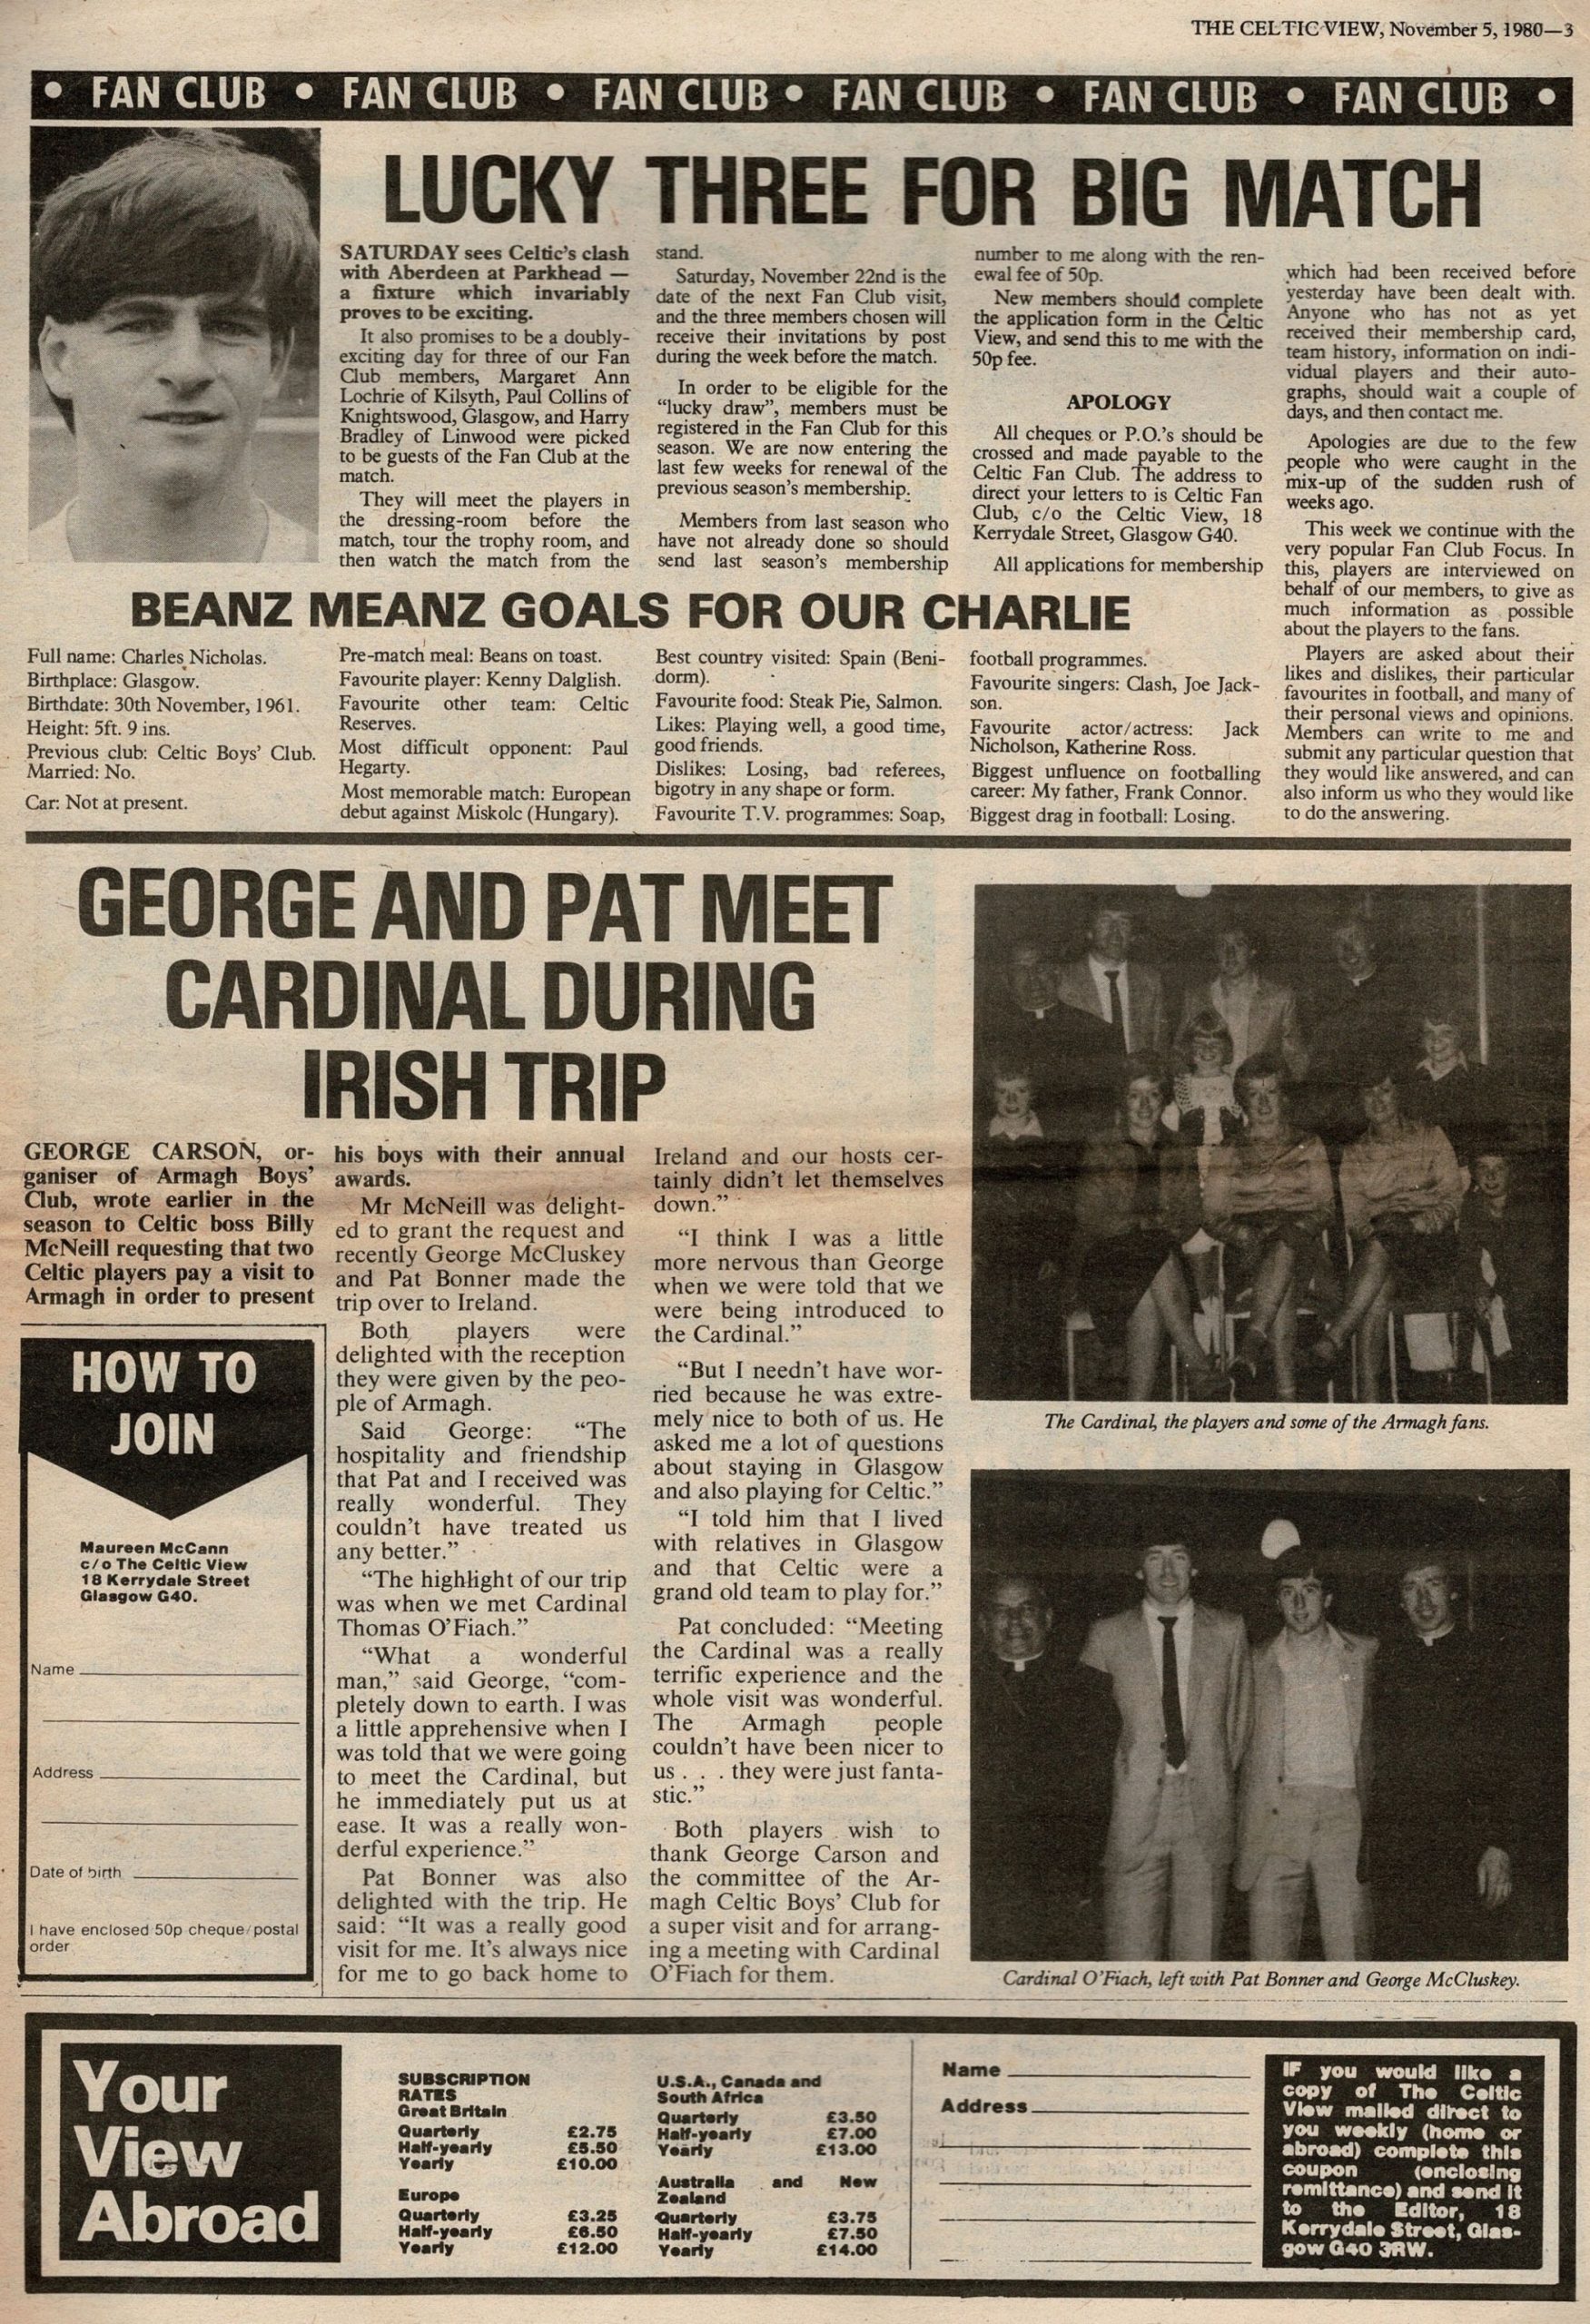 THE CELTIC VIEW, November 5, 1980—3
• FAN CLUB • FAN CLUB • FAN CLUB • FAN CLUB • FAN CLUB • FAN CLUB •
LUCKY THREE FOR BIG MATCH
SATURDAY sees Celtic's clash
with Aberdeen at Parkhead —
a fixture which invariably
proves to be exciting.
It also promises to be a doubly-
exciting day for three of our Fan
Club members, Margaret Ann
Lochrie of Kilsyth, Paul Collins of
Knightswood, Glasgow, and Harry
Bradley of Linwood were picked
to be guests of the Fan Club at the
match.
They will meet the players in
the dressing-room before the
match, tour the trophy room, and
then watch the match from the
stand.
Saturday, November 22nd is the
date of the next Fan Club visit,
and the three members chosen will
receive their invitations by post
during the week before the match.
In order to be eligible for the
“lucky draw”, members must be
registered in the Fan Club for this
season. We are now entering the
last few weeks for renewal of the
previous season's membership.
Members from last season who
have not already done so should
send last season's membership
number to me along with the ren-
ewal fee of 50p.
New members should complete
the application form in the Celtic
View, and send this to me with the
50p fee.
APOLOGY
All cheques or P.O.'s should be
crossed and made payable to the
Celtic Fan Club. The address to
direct your letters to is Celtic Fan
Club, c/o the Celtic View, 18
Kerrydale Street, Glasgow G40.
All applications for membership
which had been received before
yesterday have been dealt with.
Anyone who has not as yet
received their membership card,
team history, information on indi-
vidual players and their auto-
graphs, should wait a couple of
days, and then contact me.
Apologies are due to the few
people who were caught in the
mix-up of the sudden rush of
weeks ago.
This week we continue with the
very popular Fan Club Focus. In
this, players are interviewed on
behalf of our members, to give as
much information as possible
about the players to the fans.
Players are asked about their
likes and dislikes, their particular
favourites in football, and many of
their personal views and opinions.
Members can write to me and
submit any particular question that
they would like answered, and can
also inform us who they would like
to do the answering.
BEANZ MEANZ GOALS FOR OUR CHARLIE
Full name: Charles Nicholas.
Birthplace: Glasgow.
Birthdate: 30th November, 1961.
Height: 5ft. 9 ins.
Previous club: Celtic Boys' Club.
Married: No.
Car: Not at present.
Pre-match meal: Beans on toast.
Favourite player: Kenny Dalglish.
Favourite other team: Celtic
Reserves.
Most difficult opponent: Paul
Hegarty.
Most memorable match: European
debut against Miskolc (Hungary).
Best country visited: Spain (Beni-
dorm).
Favourite food: Steak Pie, Salmon.
Likes: Playing well, a good time,
good friends.
Dislikes: Losing, bad referees,
bigotry in any shape or form.
Favourite T.V. programmes: Soap,
football programmes.
Favourite singers: Clash, Joe Jack-
son.
Favourite actor/actress: Jack
Nicholson, Katherine Ross.
Biggest unfluence on footballing
career: My father, Frank Connor.
Biggest drag in football: Losing.
GEORGE AND PAT MEET
CARDINAL DURING
IRISH TRIP
GEORGE CARSON, or-
ganiser of Armagh Boys'
Club, wrote earlier in the
season to Celtic boss Billy
McNeill requesting that two
Celtic players pay a visit to
Armagh in order to present
his boys with their annual
awards.
Mr McNeill was delight-
ed to grant the request and
recently George McCluskey
and Pat Bonner made the
trip over to Ireland.
Both players were
delighted with the reception
they were given by the peo-
ple of Armagh.
Said George: “The
hospitality and friendship
that Pat and I received was
really wonderful. They
couldn't have treated us
any better.”
“The highlight of our trip
was when we met Cardinal
Thomas O'Fiach.”
“What a wonderful
man,” said George, “com-
pletely down to earth. I was
a little apprehensive when I
was told that we were going
to meet the Cardinal, but
he immediately put us at
ease. It was a really won-
derful experience.”
Pat Bonner was also
delighted with the trip. He
said: “It was a really good
visit for me. It's always nice
for me to go back home to
Ireland and our hosts cer-
tainly didn't let themselves
down.”
“I think I was a little
more nervous than George
when we were told that we
were being introduced to
the Cardinal.”
“But I needn't have wor-
ried because he was extre-
mely nice to both of us. He
asked me a lot of questions
about staying in Glasgow
and also playing for Celtic.”
“I told him that I lived
with relatives in Glasgow
and that Celtic were a
grand old team to play for.”
Pat concluded: “Meeting
the Cardinal was a really
terrific experience and the
whole visit was wonderful.
The Armagh people
couldn't have been nicer to
us . . . they were just fanta-
stic.”
Both players wish to
thank George Carson and
the committee of the Ar-
magh Celtic Boys' Club for
a super visit and for arrang-
ing a meeting with Cardinal
O'Fiach for them.
The Cardinal, the players and some of the Armagh fans.
Cardinal O'Fiach, left with Pat Bonner and George McCluskey.
HOW TO
JOIN
Maureen McCann
c/o The Celtic View
18 Kerrydale Street
Glasgow G40.
Name
Address
Date of birth
I have enclosed 50p cheque/postal
order
Your
View
Abroad
SUBSCRIPTION
RATES
Great Britain
Quarterly £2.75
Half-yearly £5.50
Yearly £10.00
Europe
Quarterly £3.25
Half-yearly £6.50
Yearly £12.00
U.S.A., Canada and
South Africa
Quarterly £3.50
Half-yearly £7.00
Yearly £13.00
Australia and New
Zealand
Quarterly £3.75
Half-yearly £7.50
Yearly £14.00
Name
Address
IF you would like a
copy of The Celtic
View mailed direct to
you weekly (home or
abroad) complete this
coupon (enclosing
remittance) and send it
to the Editor, 18
Kerrydale Street, Glas-
gow G40 3RW.